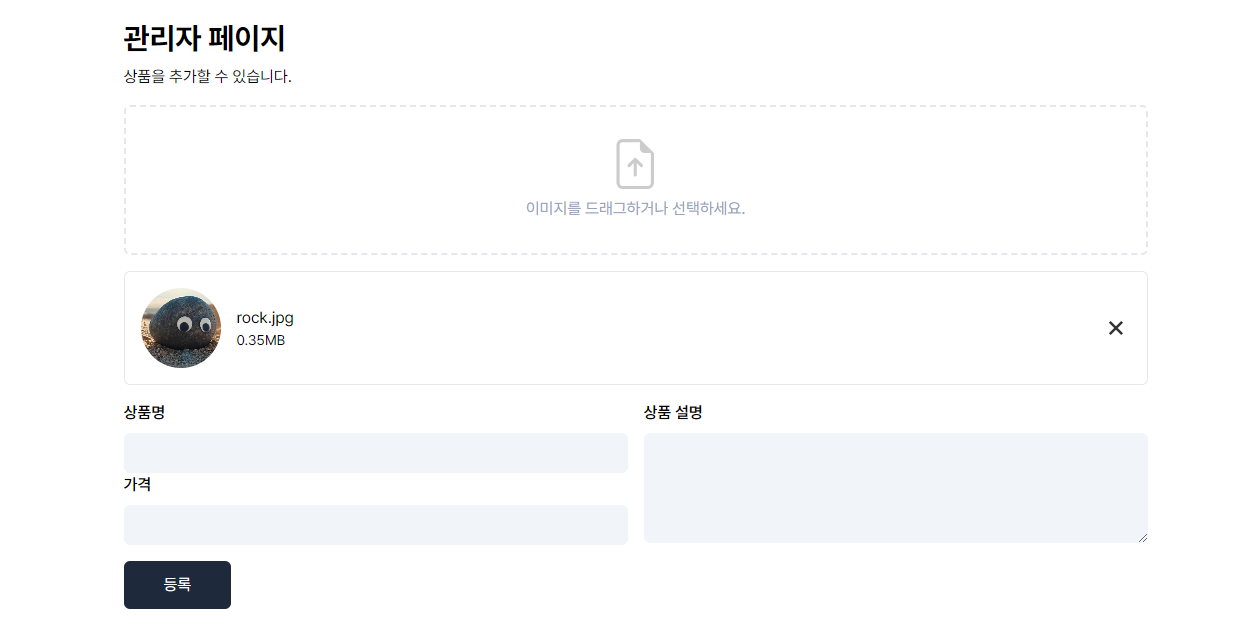 관리자 페이지
상품을 추가할 수 있습니다.
이미지를 드래그하거나 선택하세요.
rock.jpg
0.35MB
상품명
상품 설명
가격
등록